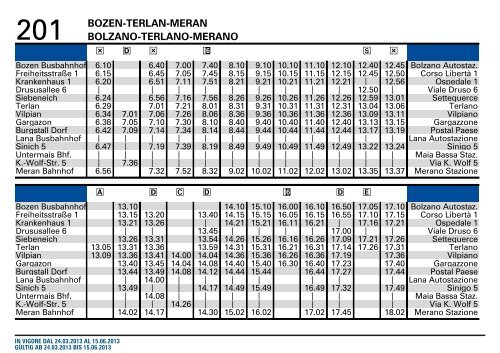 201
BOZEN-TERLAN-MERAN
BOLZANO-TERLANO-MERANO
D S
Bozen Busbahnhof 6.10 6.40 7.00 7.40 8.10 9.10 10.10 11.10 12.10 12.40 12.45 Bolzano Autostaz.
Freiheitsstraße 1 6.15 6.45 7.05 7.45 8.15 9.15 10.15 11.15 12.15 12.45 12.50 Corso Libertà 1
Krankenhaus 1 6.20 6.51 7.11 7.51 8.21 9.21 10.21 11.21 12.21 | 12.56 Ospedale 1
Drususallee 6 12.50 Viale Druso 6
Siebeneich 6.24 6.56 7.16 7.56 8.26 9.26 10.26 11.26 12.26 12.59 13.01 Settequerce
Terlan 6.29 7.01 7.21 8.01 8.31 9.31 10.31 11.31 12.31 13.04 13.06 Terlano
Vilpian 6.34 7.01 7.06 7.26 8.06 8.36 9.36 10.36 11.36 12.36 13.09 13.11 Vilpiano
Gargazon 6.38 7.05 7.10 7.30 8.10 8.40 9.40 10.40 11.40 12.40 13.13 13.15 Gargazzone
Burgstall Dorf 6.42 7.09 7.14 7.34 8.14 8.44 9.44 10.44 11.44 12.44 13.17 13.19 Postal Paese
Lana Busbahnhof Lana Autostazione
Sinich 5 6.47 7.19 7.39 8.19 8.49 9.49 10.49 11.49 12.49 13.22 13.24 Sinigo 5
Untermais Bhf. Maia Bassa Staz.
K.-Wolf-Str. 5 7.36 Via K. Wolf 5
Meran Bahnhof 6.56 7.32 7.52 8.32 9.02 10.02 11.02 12.02 13.02 13.35 13.37 Merano Stazione
A D C D D E
Bozen Busbahnhof 13.10 14.10 15.10 16.00 16.10 16.50 17.05 17.10 Bolzano Autostaz.
Freiheitsstraße 1 13.15 13.20 13.40 14.15 15.15 16.05 16.15 16.55 17.10 17.15 Corso Libertà 1
Krankenhaus 1 13.21 13.26 14.21 15.21 16.11 16.21 | 17.16 17.21 Ospedale 1
Drususallee 6 13.45 17.00 Viale Druso 6
Siebeneich 13.26 13.31 13.54 14.26 15.26 16.16 16.26 17.09 17.21 17.26 Settequerce
Terlan 13.05 13.31 13.36 13.59 14.31 15.31 16.21 16.31 17.14 17.26 17.31 Terlano
Vilpian 13.09 13.36 13.41 14.00 14.04 14.36 15.36 16.26 16.36 17.19 17.36 Vilpiano
Gargazon 13.40 13.45 14.04 14.08 14.40 15.40 16.30 16.40 17.23 17.40 Gargazzone
Burgstall Dorf 13.44 13.49 14.08 14.12 14.44 15.44 16.44 17.27 17.44 Postal Paese
Lana Busbahnhof 14.00 Lana Autostazione
Sinich 5 13.49 14.17 14.49 15.49 16.49 17.32 17.49 Sinigo 5
Untermais Bhf. 14.08 Maia Bassa Staz.
K.-Wolf-Str. 5 14.26 Via K. Wolf 5
Meran Bahnhof 14.02 14.17 14.30 15.02 16.02 17.02 17.45 18.02 Merano Stazione
IN VIGORE DAL 24.03.2013 AL 15.06.2013
GÜLTIG AB 24.03.2013 BIS 15.06.2013